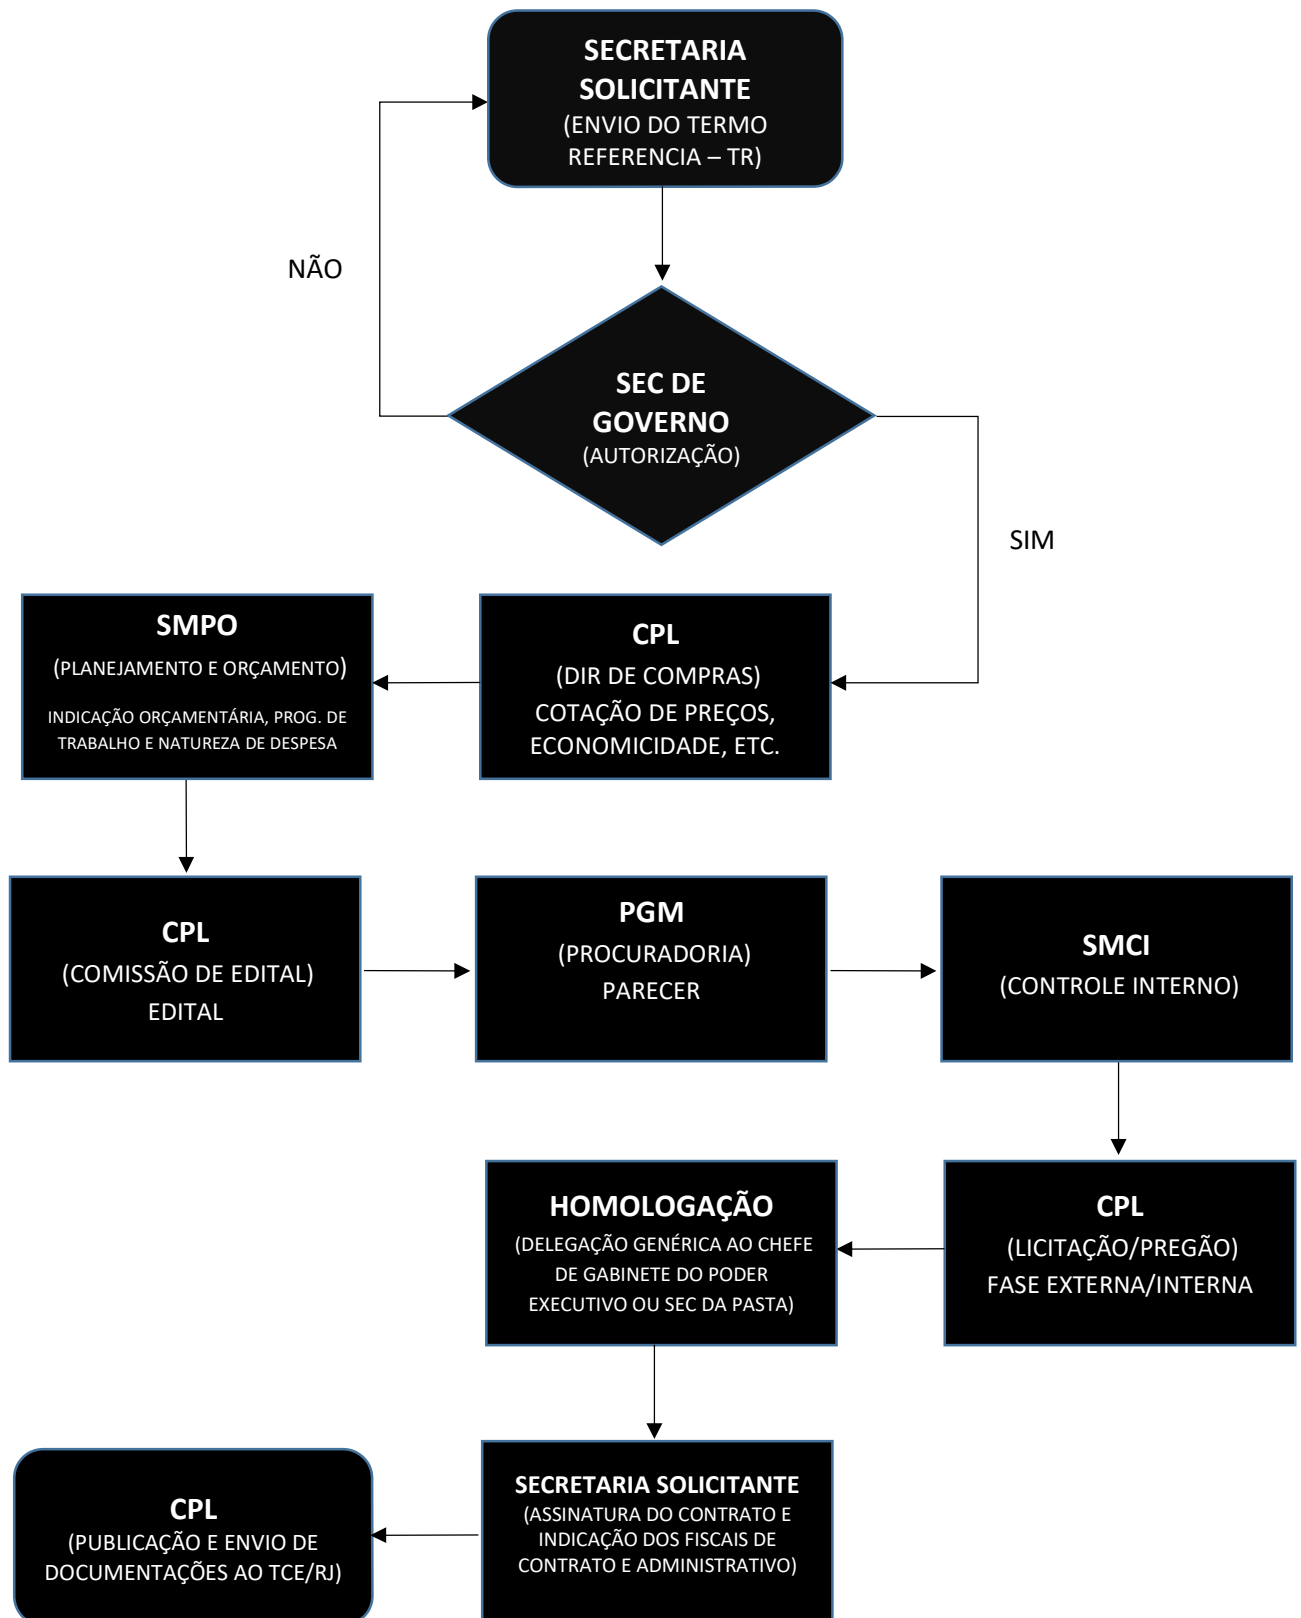 SECRETARIA
SOLICITANTE
(ENVIO DO TERMO
REFERENCIA – TR)
NÃO
SEC DE
GOVERNO
(AUTORIZAÇÃO)
SIM
SMPO
(PLANEJAMENTO E ORÇAMENTO)
INDICAÇÃO ORÇAMENTÁRIA, PROG. DE
TRABALHO E NATUREZA DE DESPESA
CPL
(DIR DE COMPRAS)
COTAÇÃO DE PREÇOS,
ECONOMICIDADE, ETC.
CPL
(COMISSÃO DE EDITAL)
EDITAL
PGM
(PROCURADORIA)
PARECER
SMCI
(CONTROLE INTERNO)
HOMOLOGAÇÃO
(DELEGAÇÃO GENÉRICA AO CHEFE
DE GABINETE DO PODER
EXECUTIVO OU SEC DA PASTA)
CPL
(LICITAÇÃO/PREGÃO)
FASE EXTERNA/INTERNA
CPL
(PUBLICAÇÃO E ENVIO DE
DOCUMENTAÇÕES AO TCE/RJ)
SECRETARIA SOLICITANTE
(ASSINATURA DO CONTRATO E
INDICAÇÃO DOS FISCAIS DE
CONTRATO E ADMINISTRATIVO)